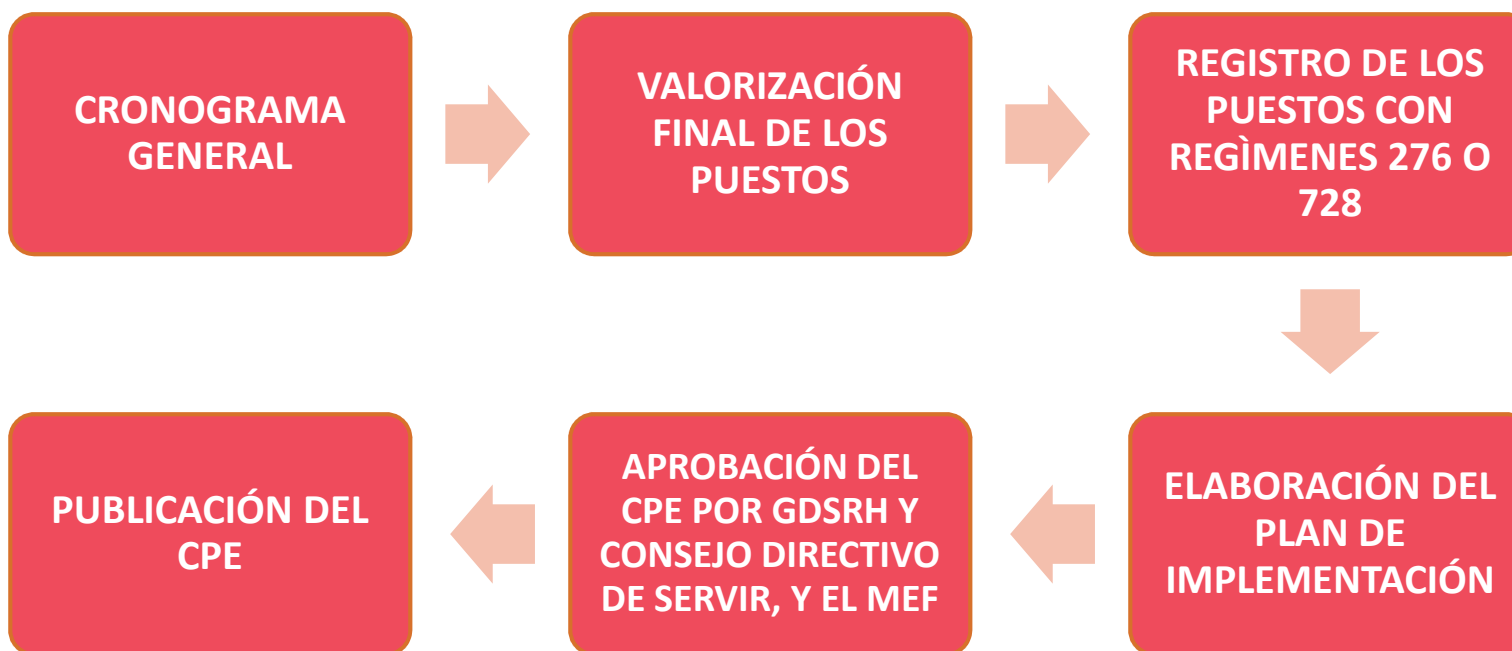 CRONOGRAMA
GENERAL
VALORIZACIÓN
FINAL DE LOS
PUESTOS
REGISTRO DE LOS
PUESTOS CON
REGÌMENES 276 O
728
ELABORACIÓN DEL
PLAN DE
IMPLEMENTACIÓN
APROBACIÓN DEL
CPE POR GDSRH Y
CONSEJO DIRECTIVO
DE SERVIR, Y EL MEF
PUBLICACIÓN DEL
CPE